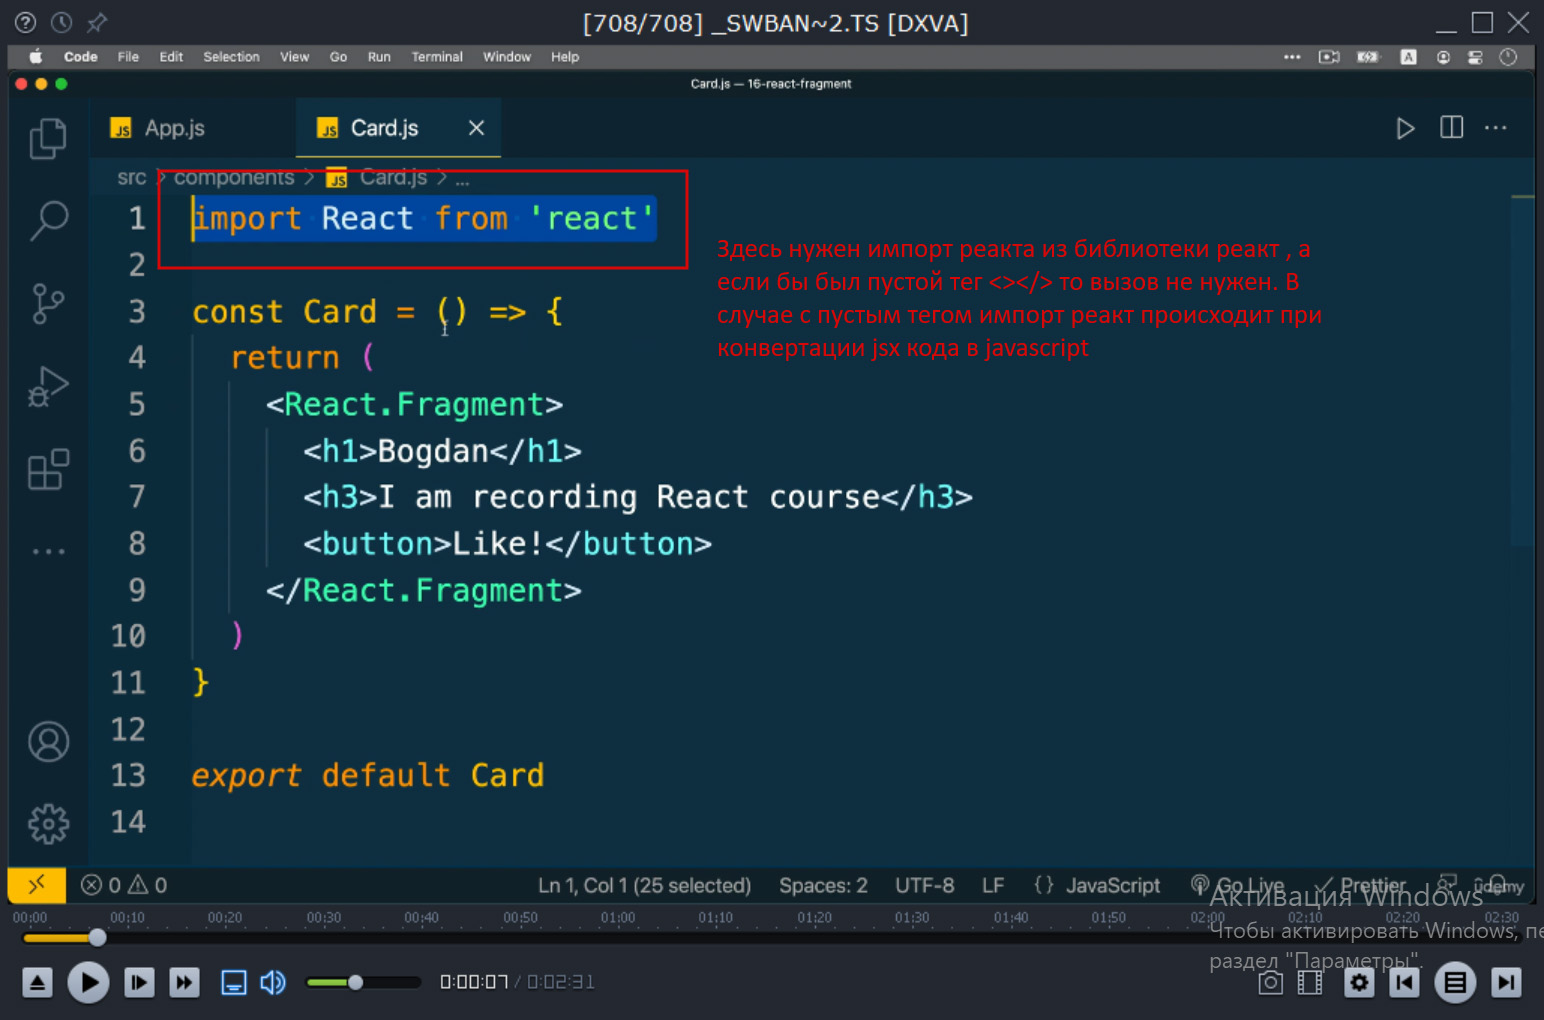 [708/708] _SWBAN~2.TS [DXVA]
Code File Edit Selection View Go Run Terminal Window Help
Card.js — 16-react-fragment
JS App.js
JS Card.js
src > components > JS Card.js > ...
1 import React from 'react'
2
3 const Card = () => {
4 return (
5 <React.Fragment>
6 <h1>Bogdan</h1>
7 <h3>I am recording React course</h3>
8 <button>Like!</button>
9 </React.Fragment>
10 )
11 }
12
13 export default Card
14
Здесь нужен импорт реакта из библиотеки реакт , а
если бы был пустой тег <></> то вызов не нужен. В
случае с пустым тегом импорт реакт происходит при
конвертации jsx кода в javascript
0 0 Ln 1, Col 1 (25 selected) Spaces: 2 UTF-8 LF {} JavaScript Go Live Prettier
ûdemy
Активация Windows
Чтобы активировать Windows, пе
раздел "Параметры".
00:00 00:10 00:20 00:30 00:40 00:50 01:00 01:10 01:20 01:30 01:40 01:50 02:00 02:10 02:20 02:30
0:00:07 / 0:02:31